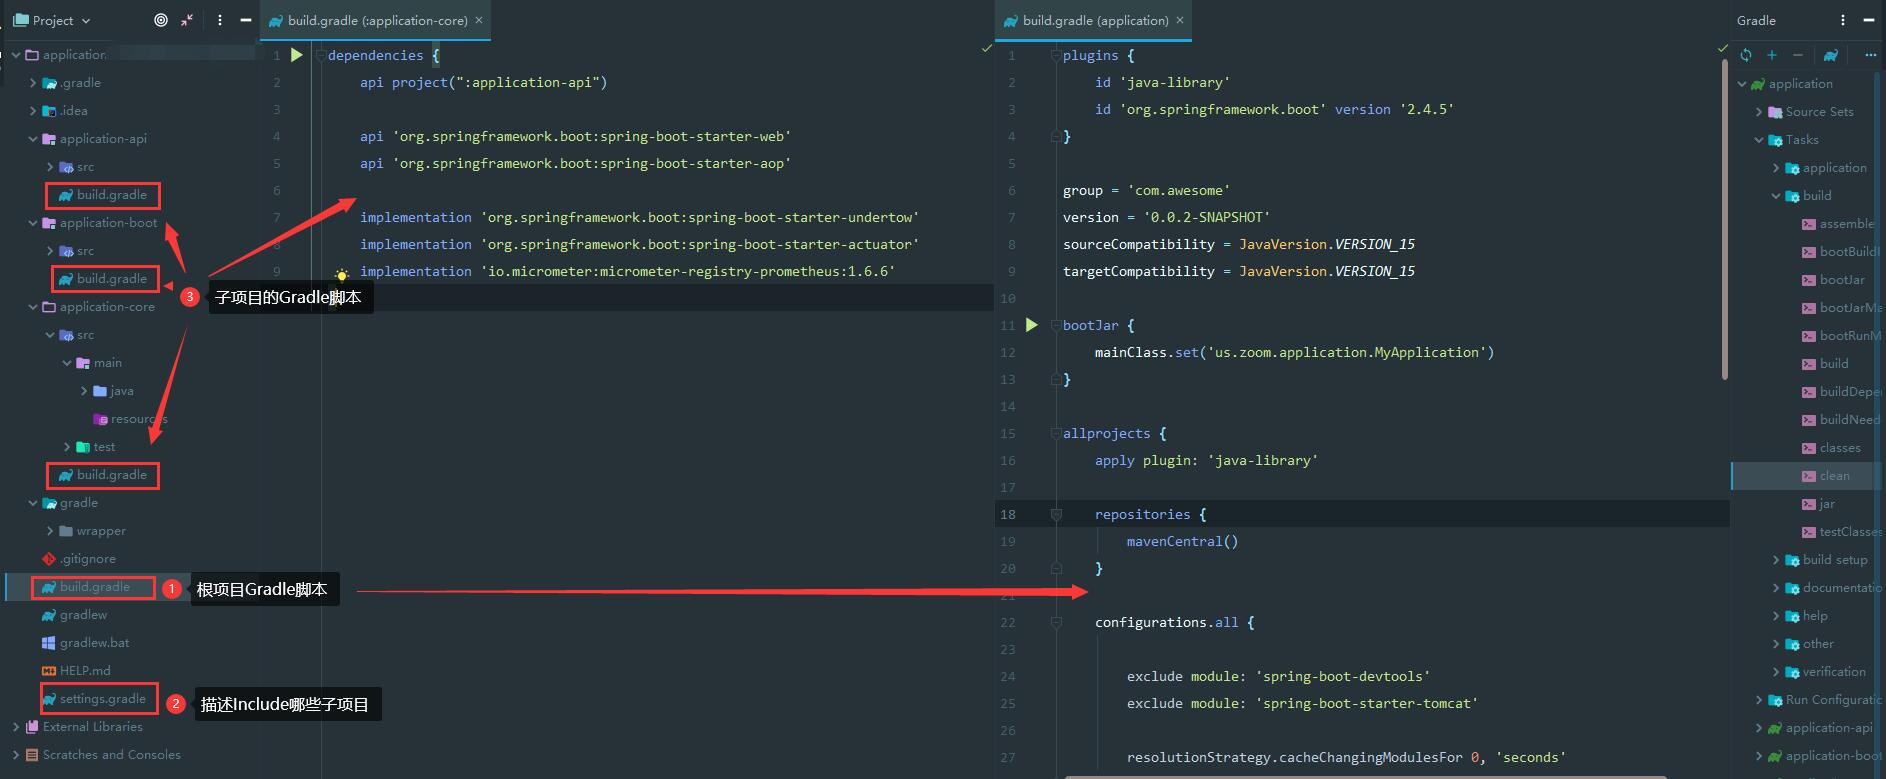 Project
application
.gradle
.idea
application-api
src
build.gradle
application-boot
src
build.gradle
application-core
src
main
java
resources
test
build.gradle
gradle
wrapper
.gitignore
build.gradle
gradlew
gradlew.bat
HELP.md
settings.gradle
External Libraries
Scratches and Consoles
3 子项目的Gradle脚本
1 根项目Gradle脚本
2 描述Include哪些子项目
build.gradle (:application-core)
1 dependencies {
2 api project(":application-api")
3
4 api 'org.springframework.boot:spring-boot-starter-web'
5 api 'org.springframework.boot:spring-boot-starter-aop'
6
7 implementation 'org.springframework.boot:spring-boot-starter-undertow'
8 implementation 'org.springframework.boot:spring-boot-starter-actuator'
9 implementation 'io.micrometer:micrometer-registry-prometheus:1.6.6'
build.gradle (application)
1 plugins {
2 id 'java-library'
3 id 'org.springframework.boot' version '2.4.5'
4 }
5
6 group = 'com.awesome'
7 version = '0.0.2-SNAPSHOT'
8 sourceCompatibility = JavaVersion.VERSION_15
9 targetCompatibility = JavaVersion.VERSION_15
10
11 bootJar {
12 mainClass.set('us.zoom.application.MyApplication')
13 }
14
15 allprojects {
16 apply plugin: 'java-library'
17
18 repositories {
19 mavenCentral()
20 }
21
22 configurations.all {
23
24 exclude module: 'spring-boot-devtools'
25 exclude module: 'spring-boot-starter-tomcat'
26
27 resolutionStrategy.cacheChangingModulesFor 0, 'seconds'
Gradle
application
Source Sets
Tasks
application
build
assemble
bootBuildI
bootJar
bootJarMa
bootRunM
build
buildDepe
buildNeed
classes
clean
jar
testClasses
build setup
documentatio
help
other
verification
Run Configuratio
application-api
application-boot